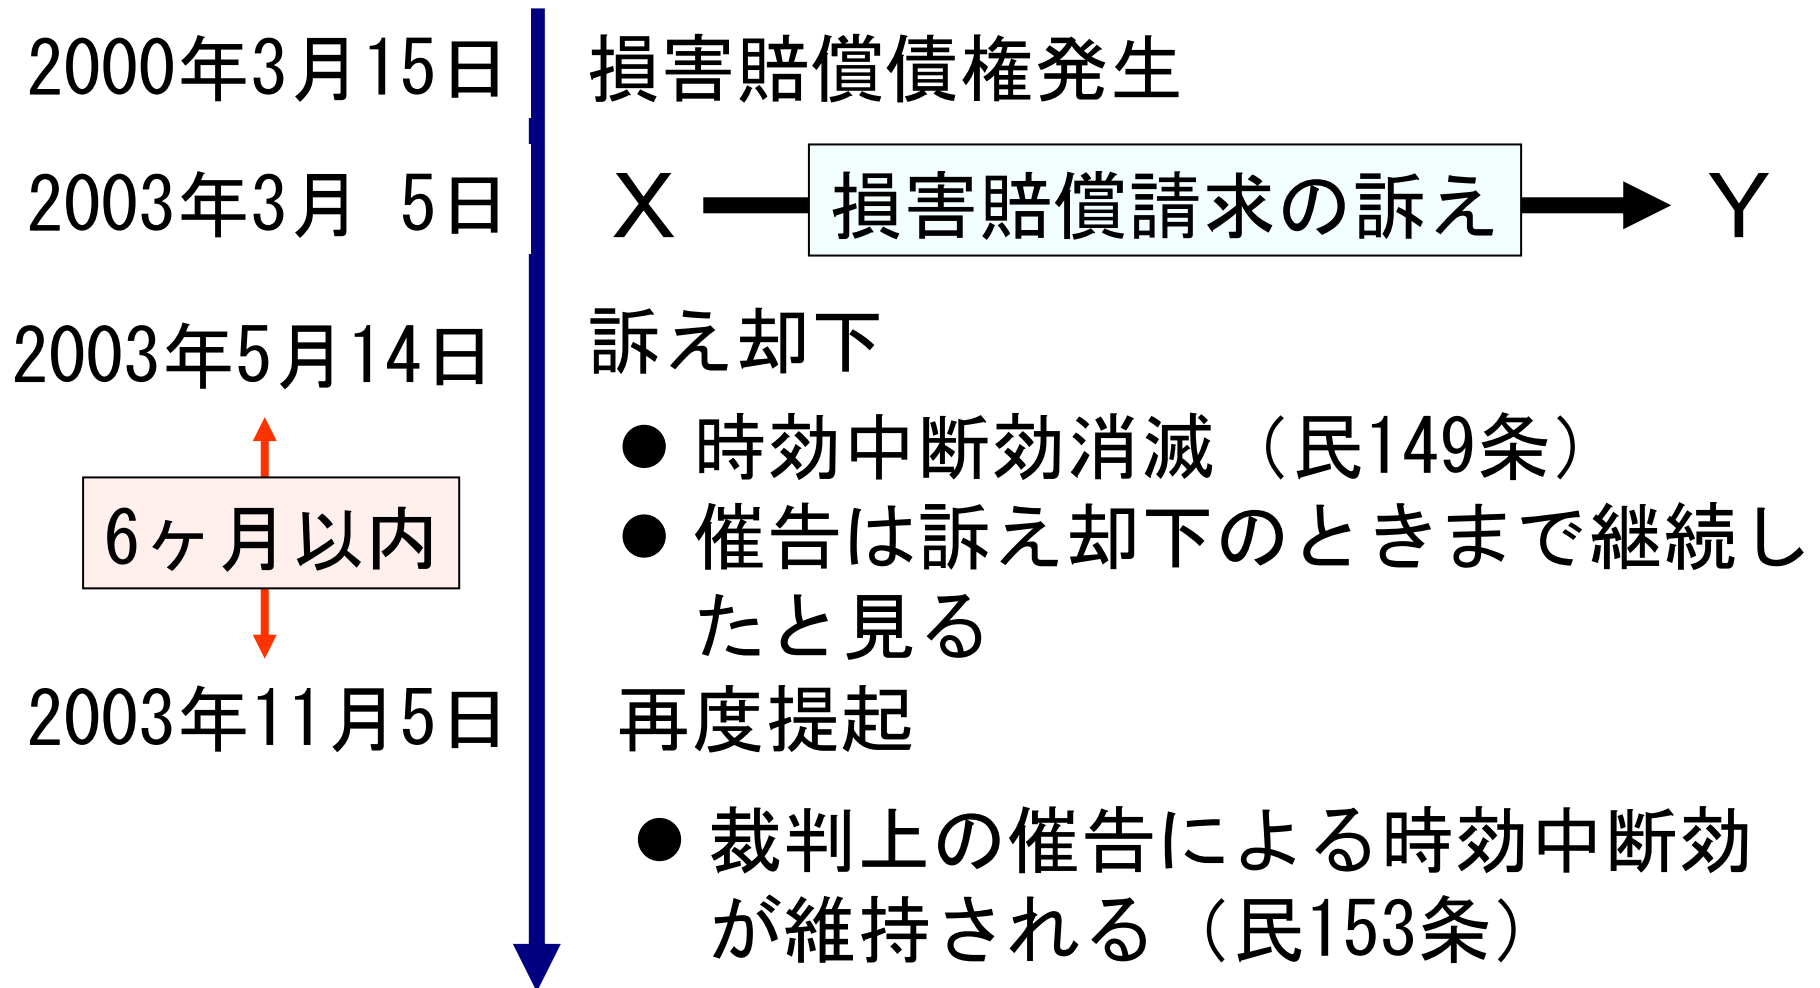 2000年3月15日 損害賠償債権発生
2003年3月 5日 X 損害賠償請求の訴え Y
2003年5月14日 訴え却下
● 時効中断効消滅（民149条）
6ヶ月以内
● 催告は訴え却下のときまで継続し
たと見る
2003年11月5日 再度提起
● 裁判上の催告による時効中断効
が維持される（民153条）